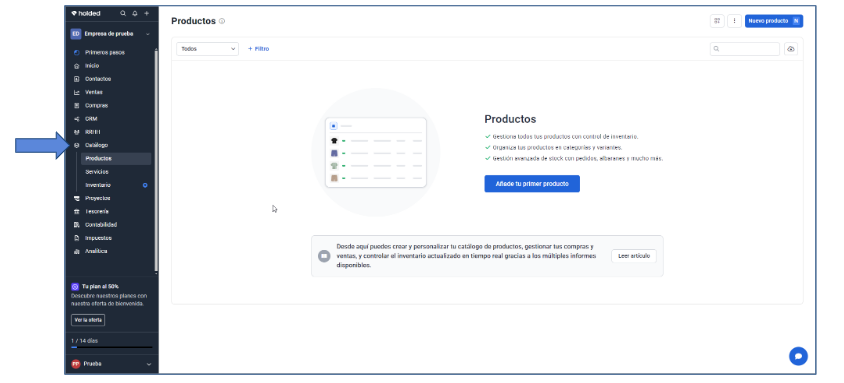 holded
Productos
Nuevo producto N
ED Empresa de prueba
Todos
+ Filtro
Primeros pasos
Inicio
Contactos
Ventas
Compras
CRM
RRHH
Catálogo
Productos
Servicios
Inventario
Proyectos
Tesorería
Contabilidad
Impuestos
Analítica
Productos
Gestiona todos tus productos con control de inventario.
Organiza tus productos en categorías y variantes.
Gestión avanzada de stock con pedidos, albaranes y mucho más.
Añade tu primer producto
Desde aquí puedes crear y personalizar tu catálogo de productos, gestionar tus compras y
ventas, y controlar el inventario actualizado en tiempo real gracias a los múltiples informes
disponibles.
Leer artículo
Tu plan al 50%
Descubre nuestros planes con
nuestra oferta de bienvenida.
Ver la oferta
1 / 14 días
Prueba